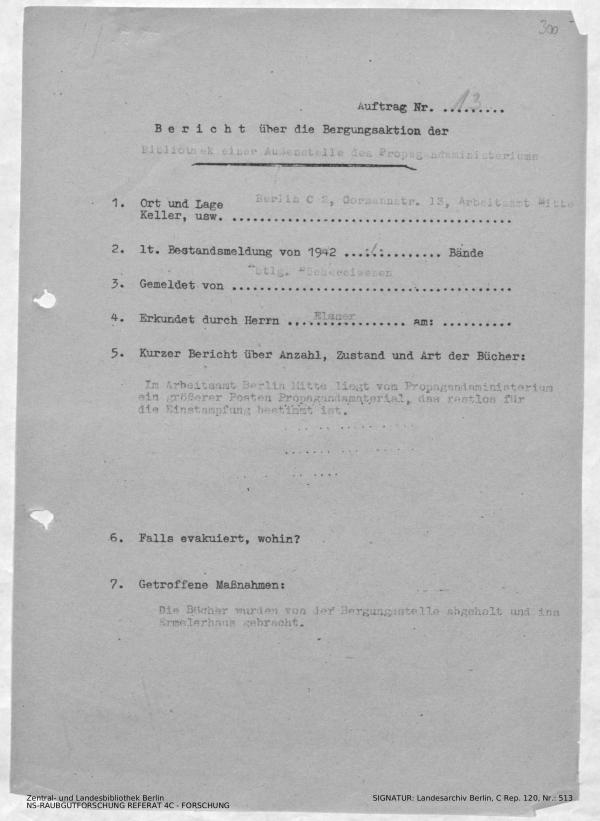 300
Auftrag Nr. ..13.......
B e r i c h t über die Bergungsaktion der
Bibliothek einer Außenstelle des Propagandaministeriums
1. Ort und Lage Berlin C 2, Gormannstr. 13, Arbeitsamt Mitte
Keller, usw. ........................................
2. lt. Bestandsmeldung von 1942 ...:/:......... Bände
Abtlg. Büchereiwesen
3. Gemeldet von ........................................
4. Erkundet durch Herrn ...Elsner........ am: ..........
5. Kurzer Bericht über Anzahl, Zustand und Art der Bücher:
Im Arbeitsamt Berlin Mitte liegt vom Propagandaministerium
ein größerer Posten Propagandamaterial, das restlos für
die Einstampfung bestimmt ist.
6. Falls evakuiert, wohin?
7. Getroffene Maßnahmen:
Die Bücher wurden von der Bergungsstelle abgeholt und ins
Ermelerhaus gebracht.
Zentral- und Landesbibliothek Berlin
NS-RAUBGUTFORSCHUNG REFERAT 4C - FORSCHUNG
SIGNATUR: Landesarchiv Berlin, C Rep. 120, Nr.: 513